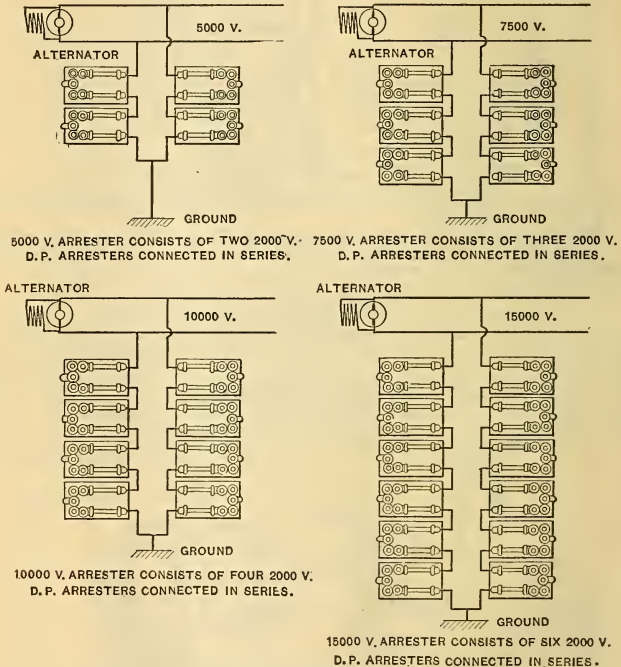 5000 V.
ALTERNATOR
GROUND
5000 V. ARRESTER CONSISTS OF TWO 2000 V.
D.P. ARRESTERS CONNECTED IN SERIES.
7500 V.
ALTERNATOR
GROUND
7500 V. ARRESTER CONSISTS OF THREE 2000 V.
D.P. ARRESTERS CONNECTED IN SERIES.
ALTERNATOR
10000 V.
GROUND
10000 V. ARRESTER CONSISTS OF FOUR 2000 V.
D.P. ARRESTERS CONNECTED IN SERIES.
ALTERNATOR
15000 V.
GROUND
15000 V. ARRESTER CONSISTS OF SIX 2000 V.
D.P. ARRESTERS CONNECTED IN SERIES.